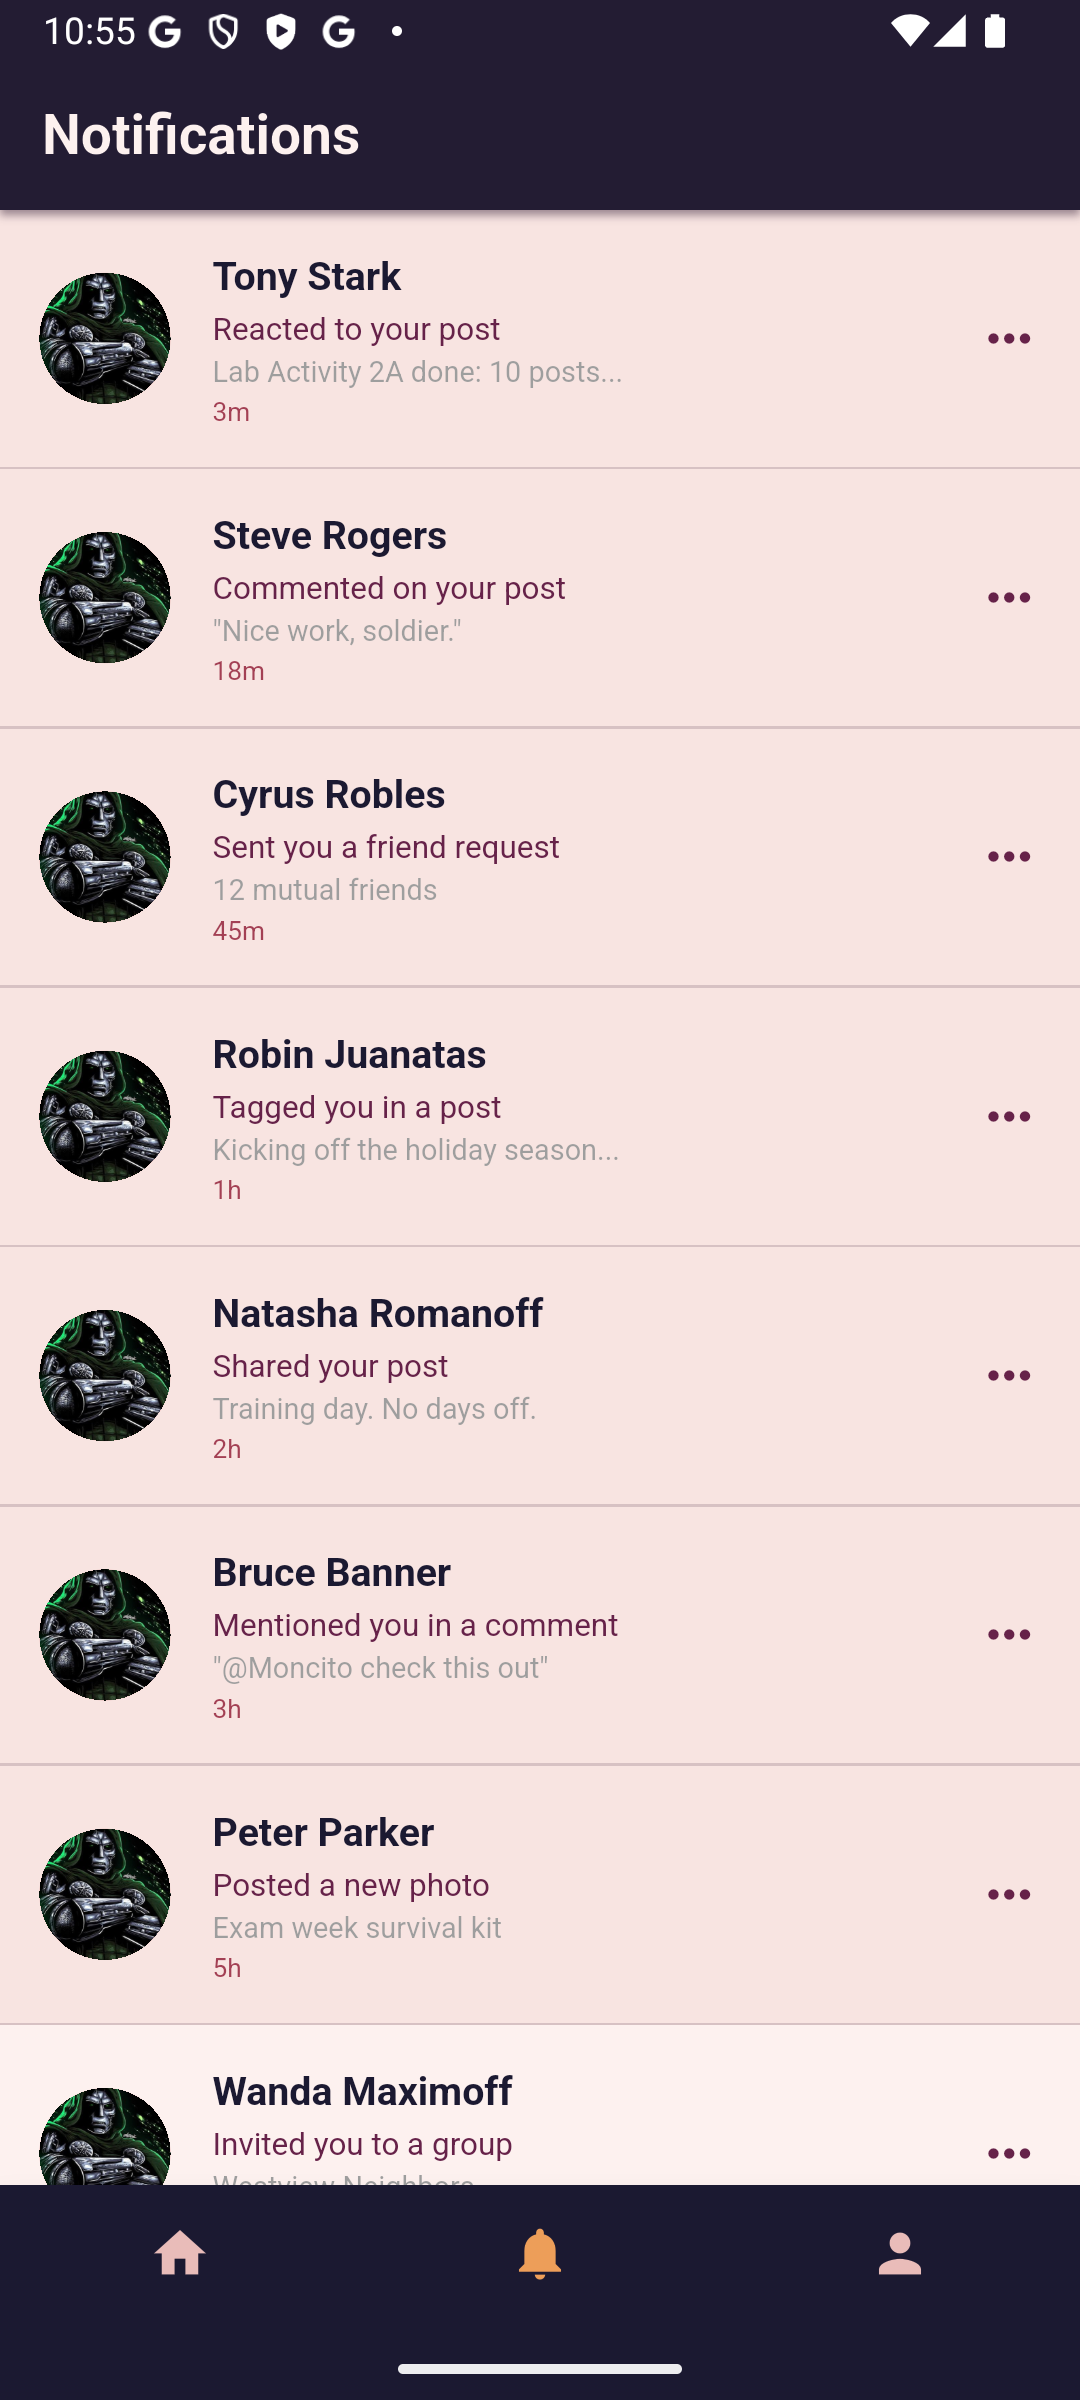 10:55
Notifications
Tony Stark
Reacted to your post
Lab Activity 2A done: 10 posts...
3m
Steve Rogers
Commented on your post
"Nice work, soldier."
18m
Cyrus Robles
Sent you a friend request
12 mutual friends
45m
Robin Juanatas
Tagged you in a post
Kicking off the holiday season...
1h
Natasha Romanoff
Shared your post
Training day. No days off.
2h
Bruce Banner
Mentioned you in a comment
"@Moncito check this out"
3h
Peter Parker
Posted a new photo
Exam week survival kit
5h
Wanda Maximoff
Invited you to a group
Westview Neighbors